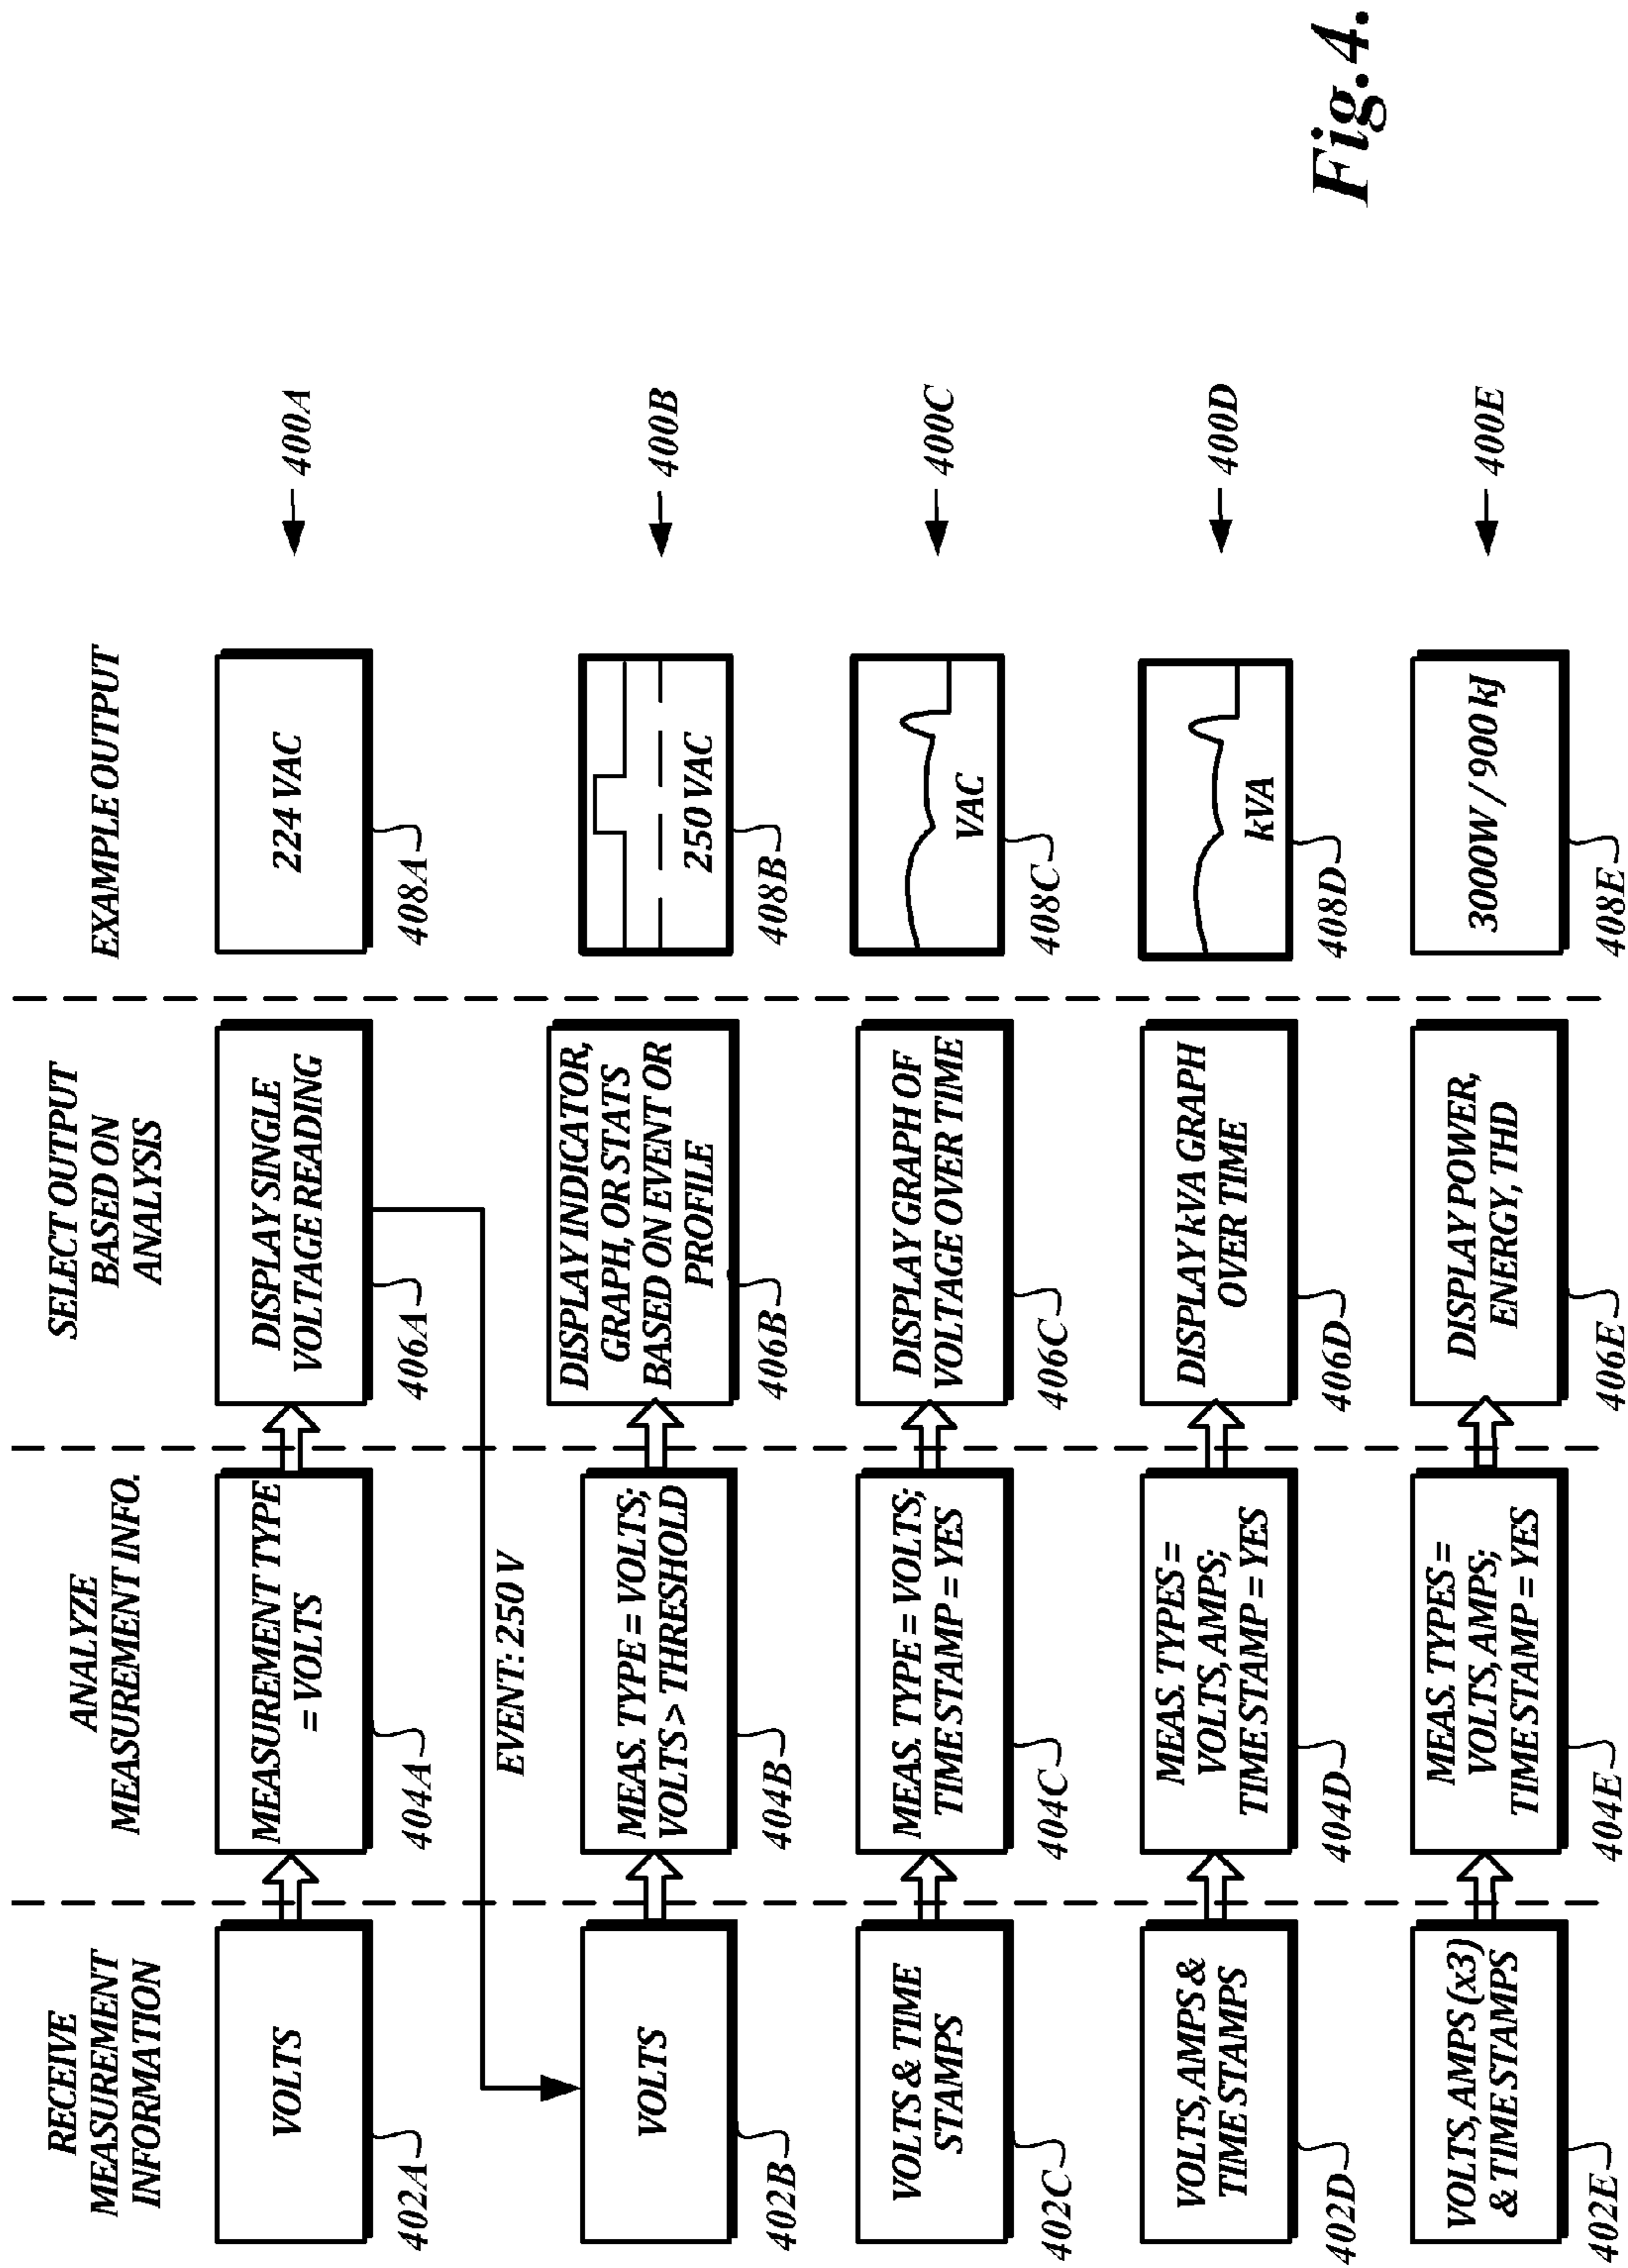 RECEIVE
MEASUREMENT
INFORMATION
ANALYZE
MEASUREMENT INFO.
SELECT OUTPUT
BASED ON
ANALYSIS
EXAMPLE OUTPUT
VOLTS
402A
MEASUREMENT TYPE
= VOLTS
404A
DISPLAY SINGLE
VOLTAGE READING
406A
224 VAC
408A
400A
EVENT: 250 V
VOLTS
402B
MEAS. TYPE = VOLTS;
VOLTS > THRESHOLD
404B
DISPLAY INDICATOR,
GRAPH, OR STATS
BASED ON EVENT OR
PROFILE
406B
250 VAC
408B
400B
VOLTS & TIME
STAMPS
402C
MEAS. TYPE = VOLTS;
TIME STAMP = YES
404C
DISPLAY GRAPH OF
VOLTAGE OVER TIME
406C
VAC
408C
400C
VOLTS, AMPS &
TIME STAMPS
402D
MEAS. TYPES =
VOLTS, AMPS;
TIME STAMP = YES
404D
DISPLAY kVA GRAPH
OVER TIME
406D
kVA
408D
400D
VOLTS, AMPS (x3)
& TIME STAMPS
402E
MEAS. TYPES =
VOLTS, AMPS;
TIME STAMP = YES
404E
DISPLAY POWER,
ENERGY, THD
406E
3000W / 900 kJ
408E
400E
Fig.4.